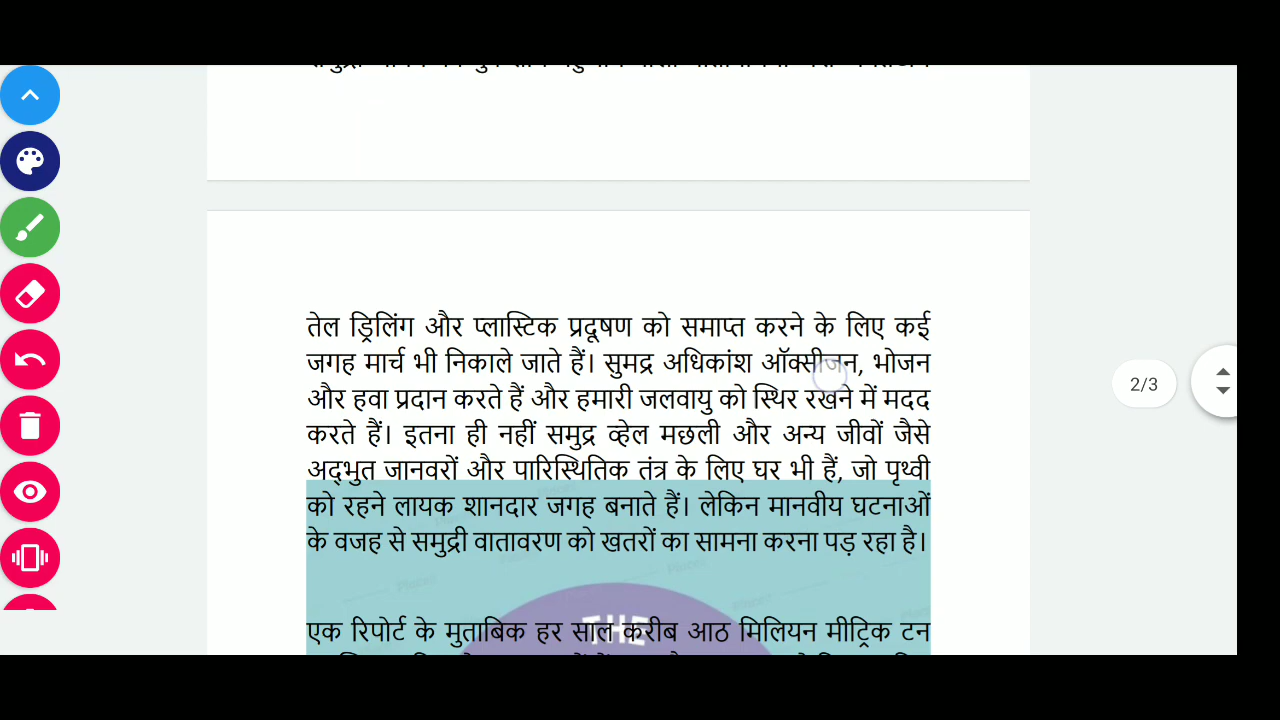 तेल ड्रिलिंग और प्लास्टिक प्रदूषण को समाप्त करने के लिए कई
जगह मार्च भी निकाले जाते हैं। सुमद्र अधिकांश ऑक्सीजन, भोजन
और हवा प्रदान करते हैं और हमारी जलवायु को स्थिर रखने में मदद
करते हैं। इतना ही नहीं समुद्र व्हेल मछली और अन्य जीवों जैसे
अद्भुत जानवरों और पारिस्थितिक तंत्र के लिए घर भी हैं, जो पृथ्वी
को रहने लायक शानदार जगह बनाते हैं। लेकिन मानवीय घटनाओं
के वजह से समुद्री वातावरण को खतरों का सामना करना पड़ रहा है।
THE
एक रिपोर्ट के मुताबिक हर साल करीब आठ मिलियन मीट्रिक टन
2/3